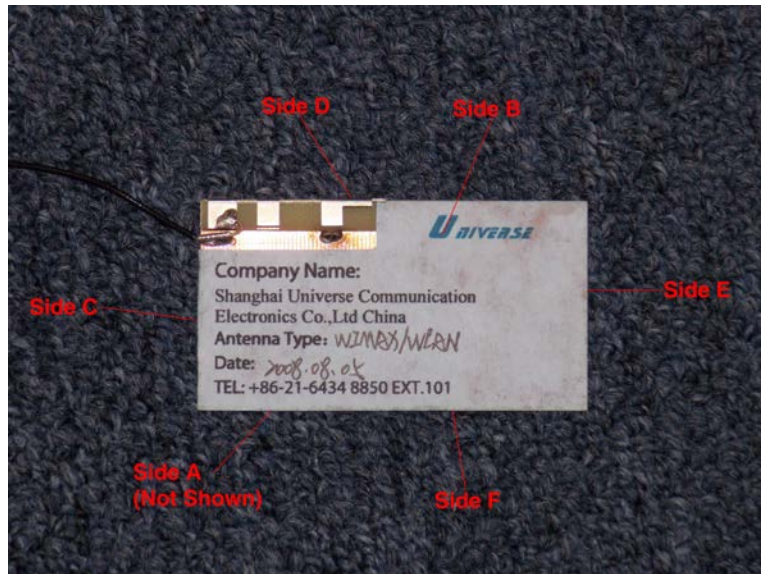 Side D
Side B
UNIVERSE
Company Name:
Side E
Shanghai Universe Communication
Side C
Electronics Co.,Ltd China
Antenna Type: WIMAX/WLAN
Date: 2008.08.05
TEL: +86-21-6434 8850 EXT.101
Side A
(Not Shown)
Side F